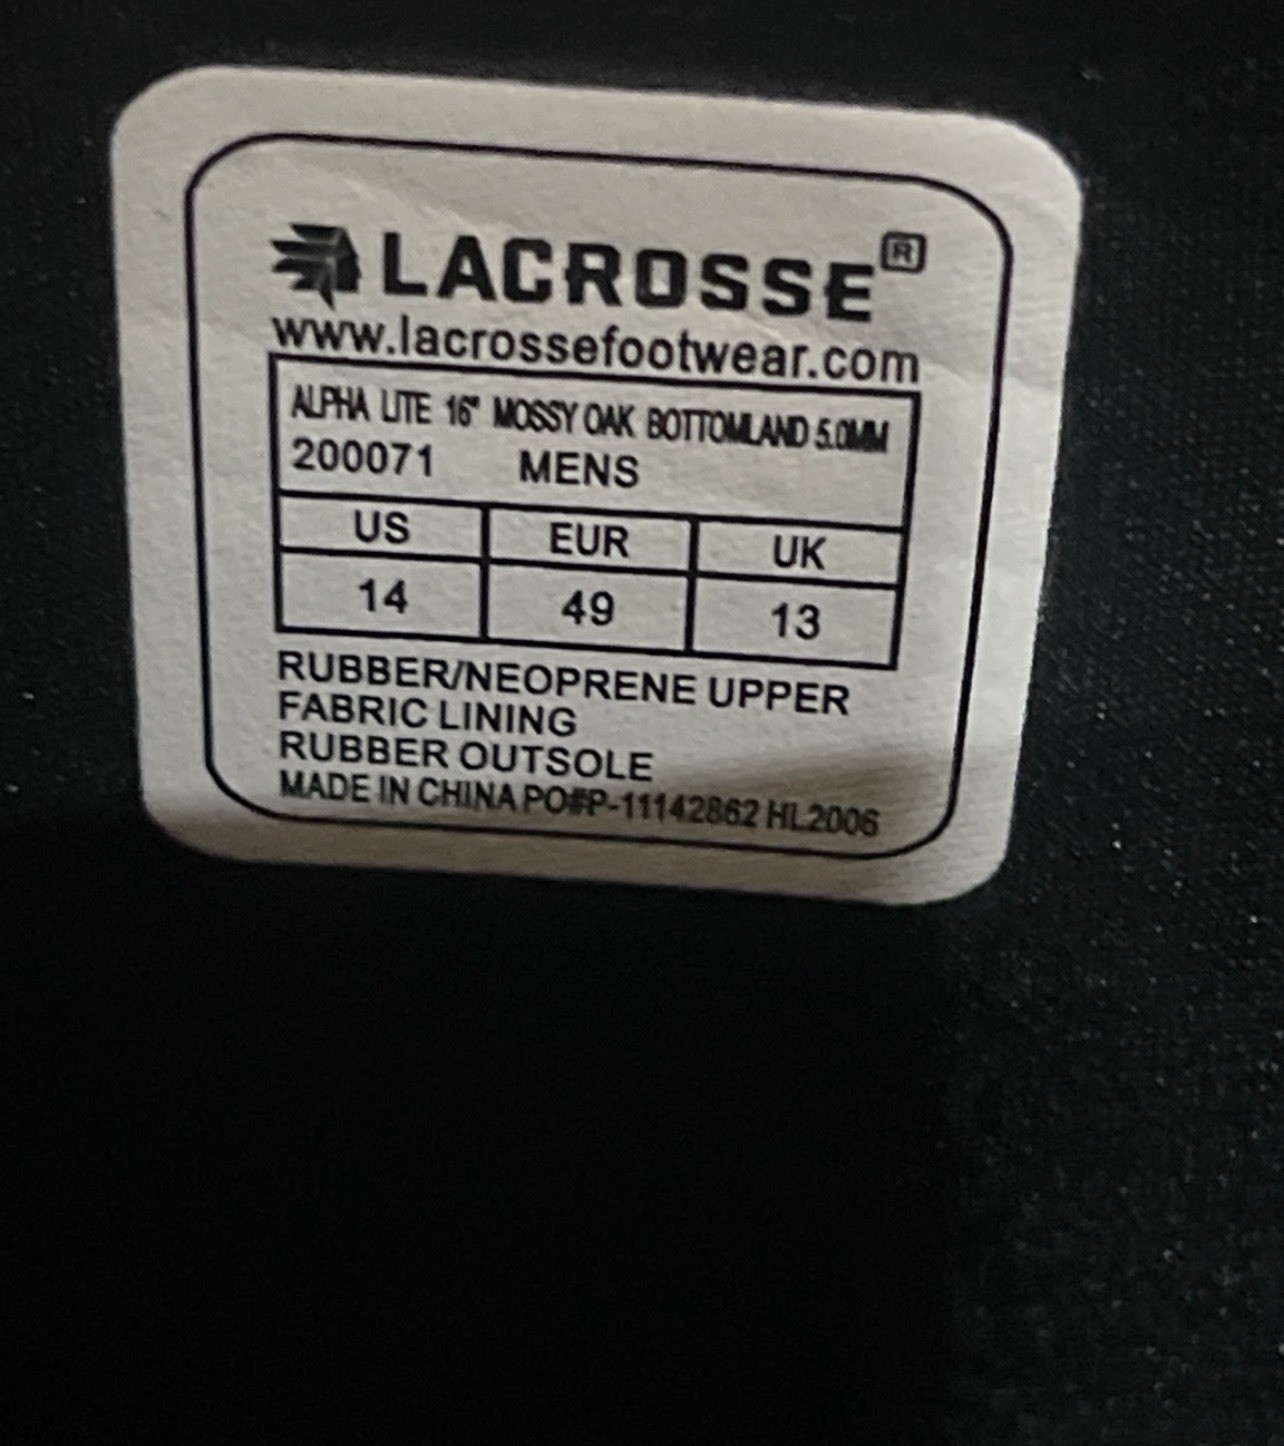 LACROSSE®
www.lacrossefootwear.com
ALPHA LITE 16" MOSSY OAK BOTTOMLAND 5.0MM
200071 MENS
US EUR UK
14 49 13
RUBBER/NEOPRENE UPPER
FABRIC LINING
RUBBER OUTSOLE
MADE IN CHINA PO#P-11142862 HL2006